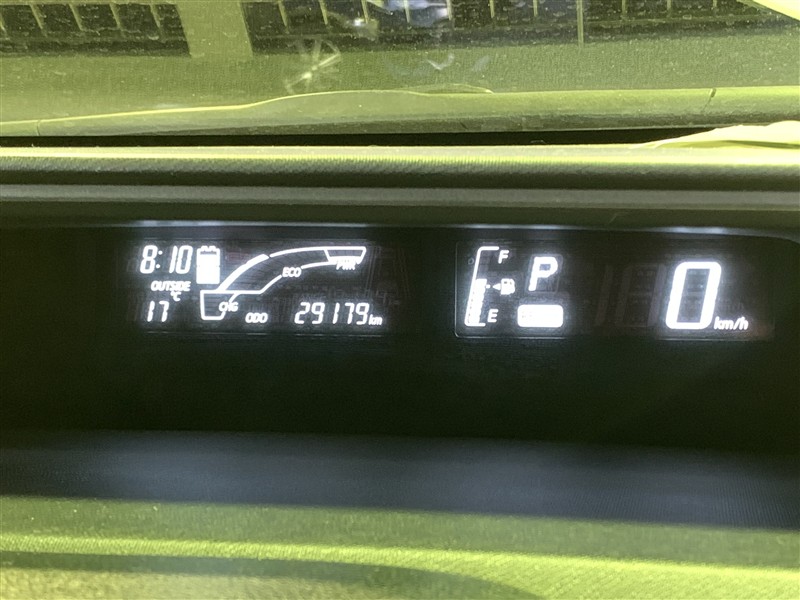 8:10
OUTSIDE
°C
17
CHG
ECO
PWR
ODO 29179 km
F
E
P
0 km/h